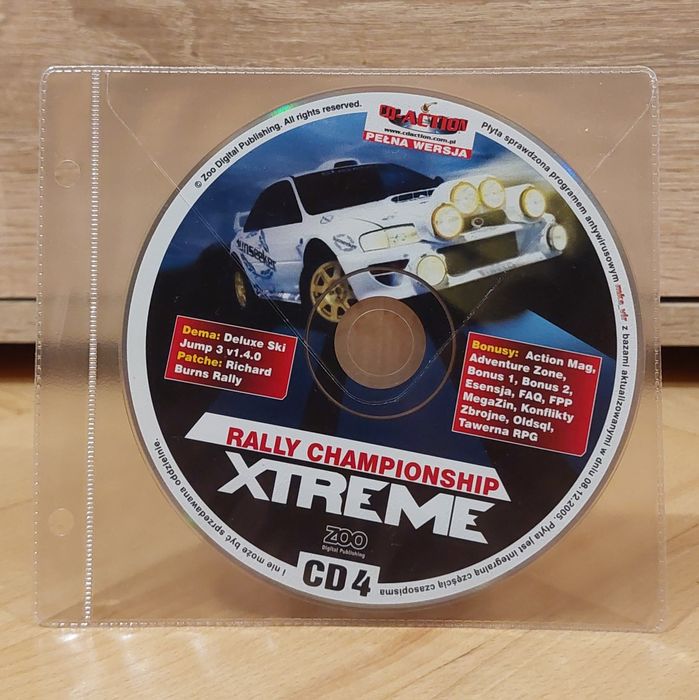 © Zoo Digital Publishing. All rights reserved.
CD-ACTION
www.cdaction.com.pl
PEŁNA WERSJA
Płyta sprawdzona programem antywirusowym mks_vir z bazami aktualizowanymi w dniu 08.12.2005. Płyta jest integralną częścią czasopisma
i nie może być sprzedawana oddzielnie.
Sunseeker
Dema: Deluxe Ski
Jump 3 v1.4.0
Patche: Richard
Burns Rally
Bonusy: Action Mag,
Adventure Zone,
Bonus 1, Bonus 2,
Esensja, FAQ, FPP
MegaZin, Konflikty
Zbrojne, Oldsql,
Tawerna RPG
RALLY CHAMPIONSHIP
XTREME
ZOO
Digital Publishing
CD 4